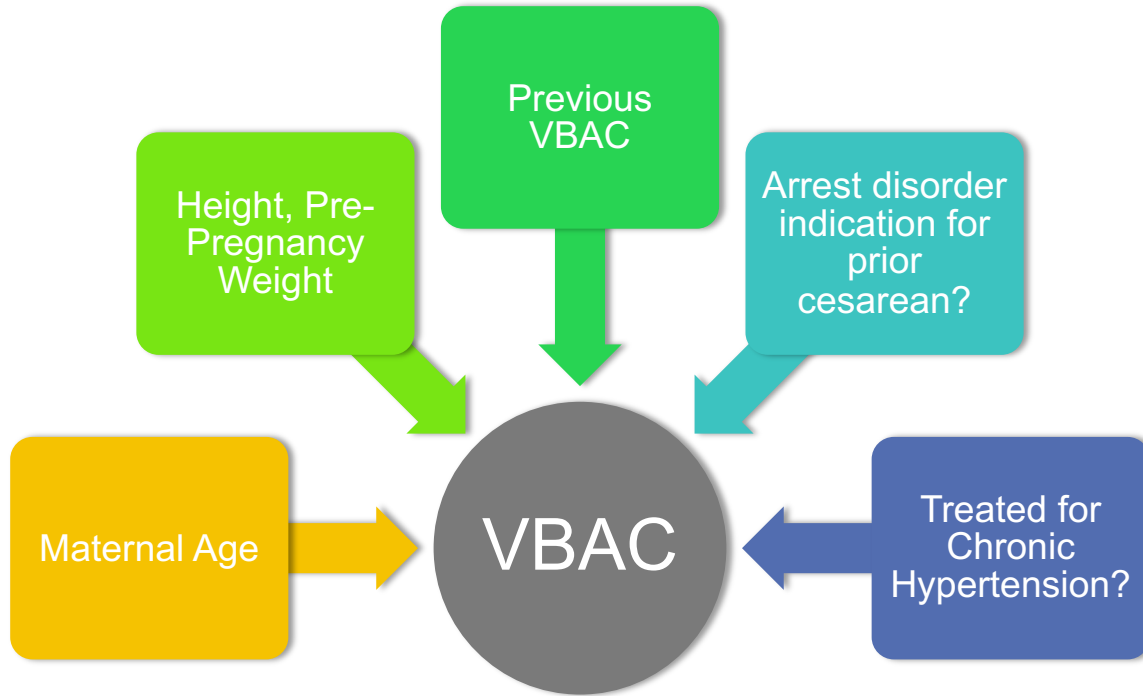 Previous
VBAC
Height, Pre-
Pregnancy
Weight
Arrest disorder
indication for
prior
cesarean?
Maternal Age
VBAC
Treated for
Chronic
Hypertension?